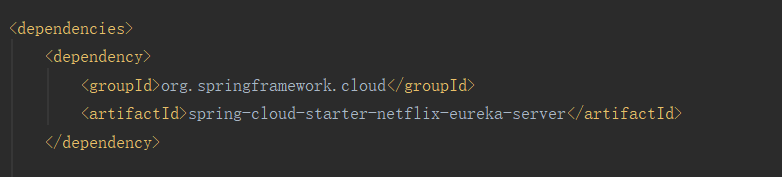 <dependencies>
<dependency>
<groupId>org.springframework.cloud</groupId>
<artifactId>spring-cloud-starter-netflix-eureka-server</artifactId>
</dependency>